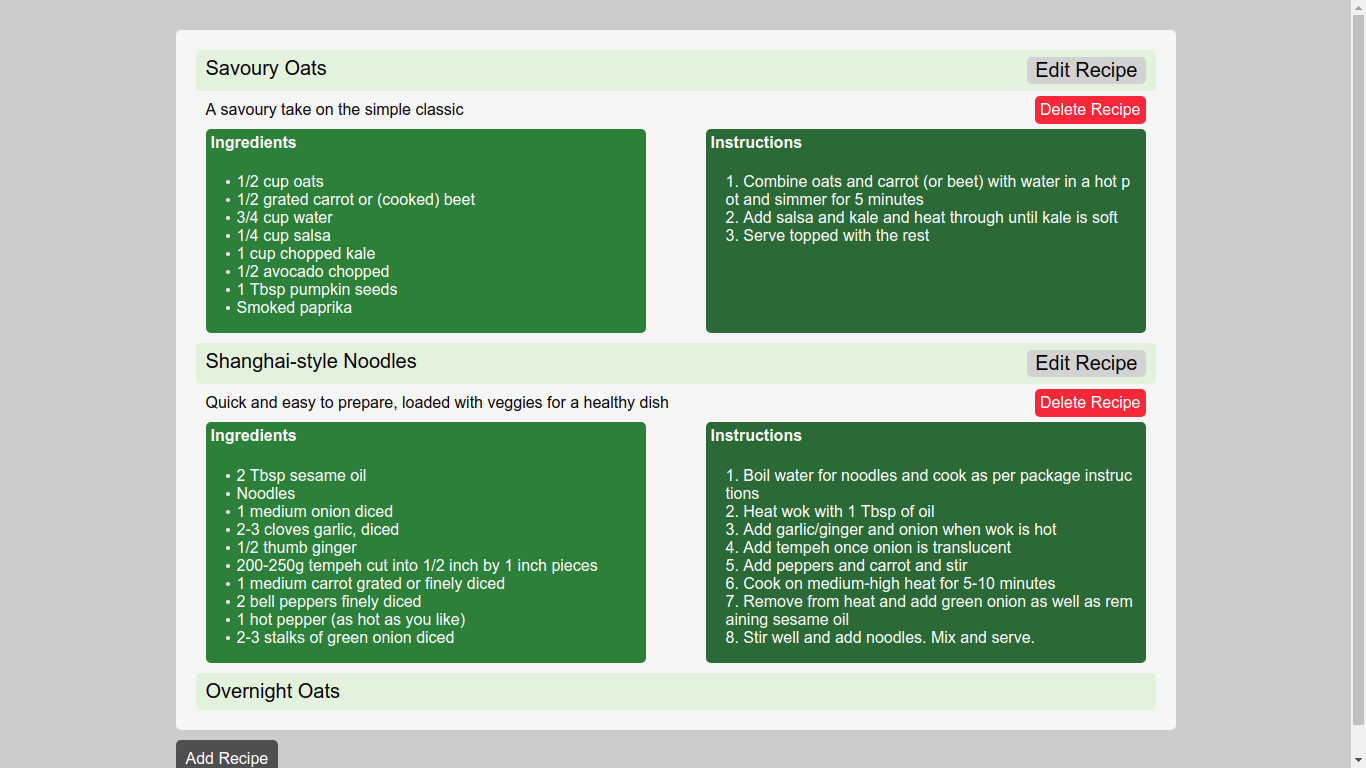 Savoury Oats
Edit Recipe
A savoury take on the simple classic
Delete Recipe
Ingredients
• 1/2 cup oats
• 1/2 grated carrot or (cooked) beet
• 3/4 cup water
• 1/4 cup salsa
• 1 cup chopped kale
• 1/2 avocado chopped
• 1 Tbsp pumpkin seeds
• Smoked paprika
Instructions
1. Combine oats and carrot (or beet) with water in a hot p
ot and simmer for 5 minutes
2. Add salsa and kale and heat through until kale is soft
3. Serve topped with the rest
Shanghai-style Noodles
Edit Recipe
Quick and easy to prepare, loaded with veggies for a healthy dish
Delete Recipe
Ingredients
• 2 Tbsp sesame oil
• Noodles
• 1 medium onion diced
• 2-3 cloves garlic, diced
• 1/2 thumb ginger
• 200-250g tempeh cut into 1/2 inch by 1 inch pieces
• 1 medium carrot grated or finely diced
• 2 bell peppers finely diced
• 1 hot pepper (as hot as you like)
• 2-3 stalks of green onion diced
Instructions
1. Boil water for noodles and cook as per package instruc
tions
2. Heat wok with 1 Tbsp of oil
3. Add garlic/ginger and onion when wok is hot
4. Add tempeh once onion is translucent
5. Add peppers and carrot and stir
6. Cook on medium-high heat for 5-10 minutes
7. Remove from heat and add green onion as well as rem
aining sesame oil
8. Stir well and add noodles. Mix and serve.
Overnight Oats
Add Recipe